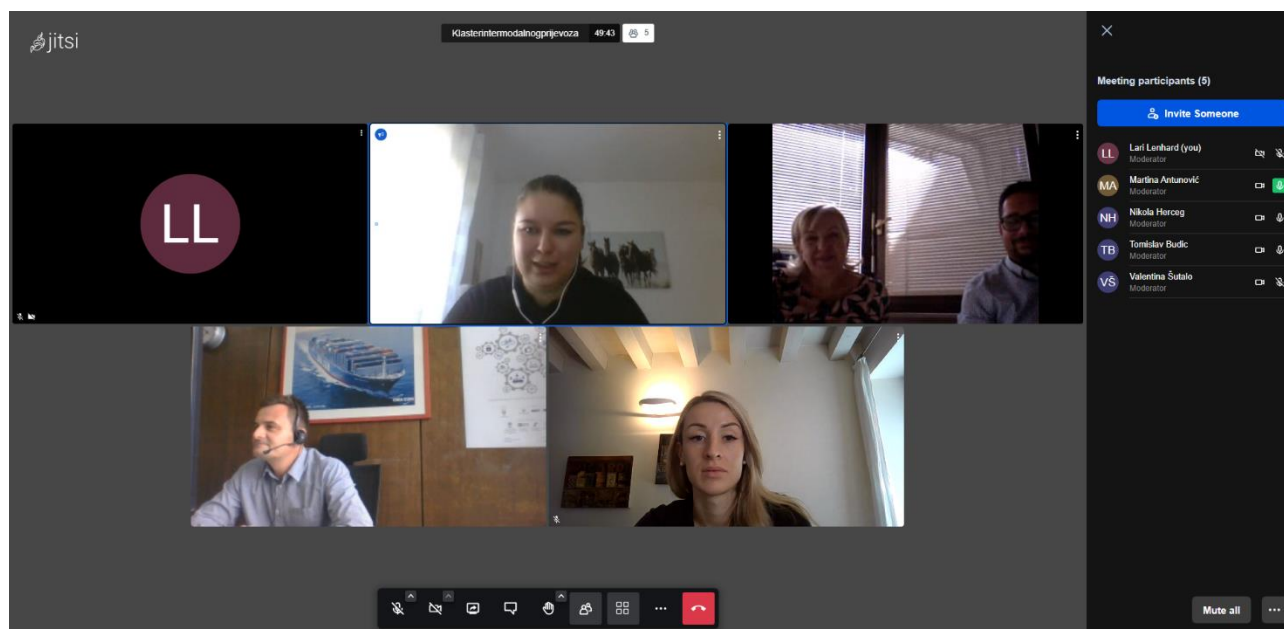 jitsi
Klasterintermodalnogprijevoza 49:43 5
LL
Meeting participants (5)
Invite Someone
LL Lari Lenhard (you)
Moderator
MA Martina Antunović
Moderator
NH Nikola Herceg
Moderator
TB Tomislav Budic
Moderator
VŠ Valentina Šutalo
Moderator
Mute all